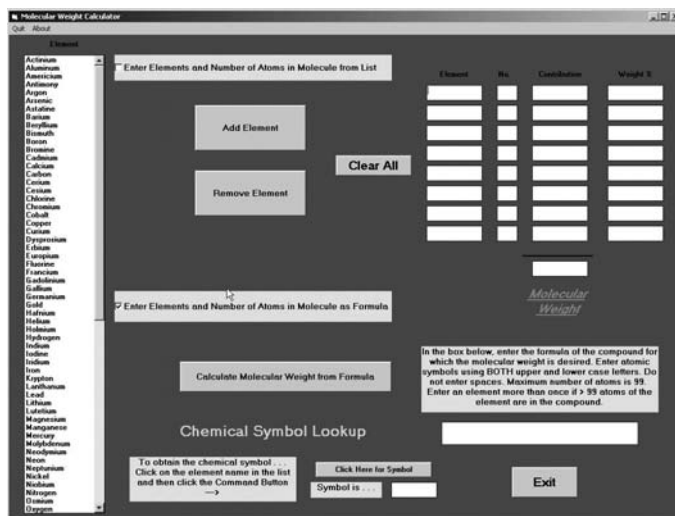 Molecular Weight Calculator
Quit About
Element
Actinium
Aluminum
Americium
Antimony
Argon
Arsenic
Astatine
Barium
Beryllium
Bismuth
Boron
Bromine
Cadmium
Calcium
Carbon
Cerium
Cesium
Chlorine
Chromium
Cobalt
Copper
Curium
Dysprosium
Erbium
Europium
Fluorine
Francium
Gadolinium
Gallium
Germanium
Gold
Hafnium
Helium
Holmium
Hydrogen
Indium
Iodine
Iridium
Iron
Krypton
Lanthanum
Lead
Lithium
Lutetium
Magnesium
Manganese
Mercury
Molybdenum
Neodymium
Neon
Neptunium
Nickel
Niobium
Nitrogen
Osmium
Oxygen
Enter Elements and Number of Atoms in Molecule from List
Add Element
Clear All
Remove Element
Element No. Contribution Weight %
Molecular
Weight
Enter Elements and Number of Atoms in Molecule as Formula
Calculate Molecular Weight from Formula
In the box below, enter the formula of the compound for
which the molecular weight is desired. Enter atomic
symbols using BOTH upper and lower case letters. Do
not enter spaces. Maximum number of atoms is 99.
Enter an element more than once if > 99 atoms of the
element are in the compound.
Chemical Symbol Lookup
To obtain the chemical symbol . . .
Click on the element name in the list
and then click the Command Button
--->
Click Here for Symbol
Symbol is . . .
Exit